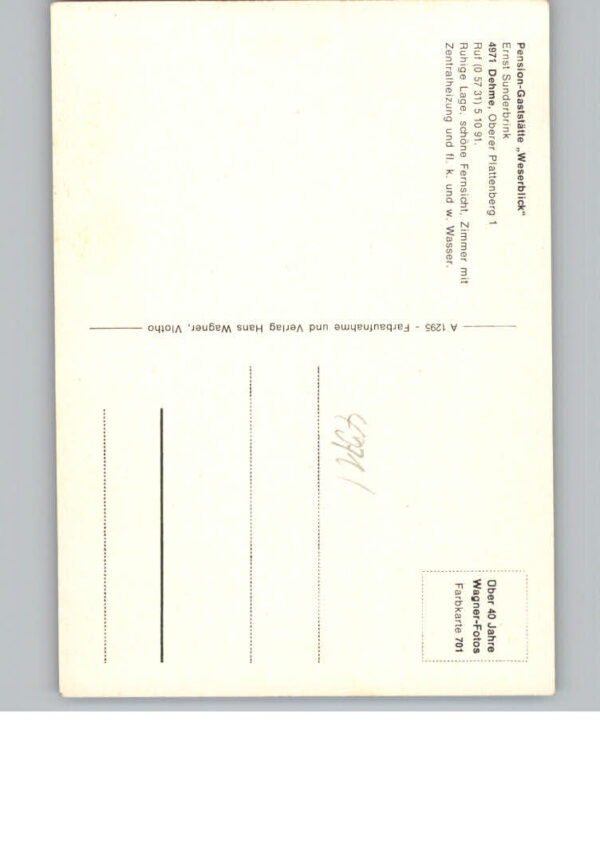 Pension-Gaststätte „Weserblick"
Ernst Sunderbrink
4971 Dehme, Oberer Plattenberg 1
Ruf (0 57 31) 5 10 91.
Ruhige Lage, schöne Fernsicht, Zimmer mit
Zentralheizung und fl. k. und w. Wasser.
A 1295 - Farbaufnahme und Verlag Hans Wagner, Vlotho
Über 40 Jahre
Wagner-Fotos
Farbkarte 701
4971